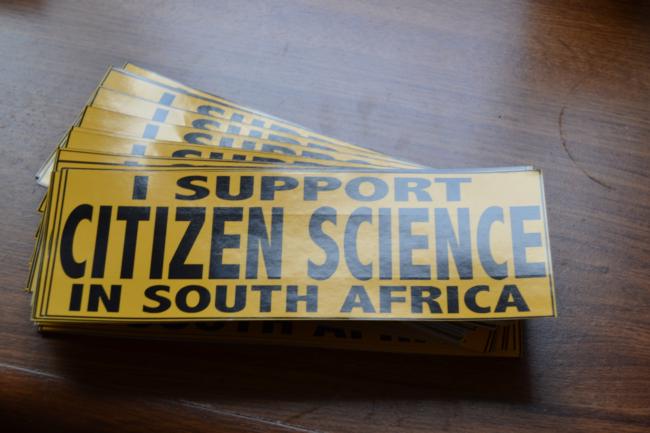 I SUPPORT
CITIZEN SCIENCE
IN SOUTH AFRICA